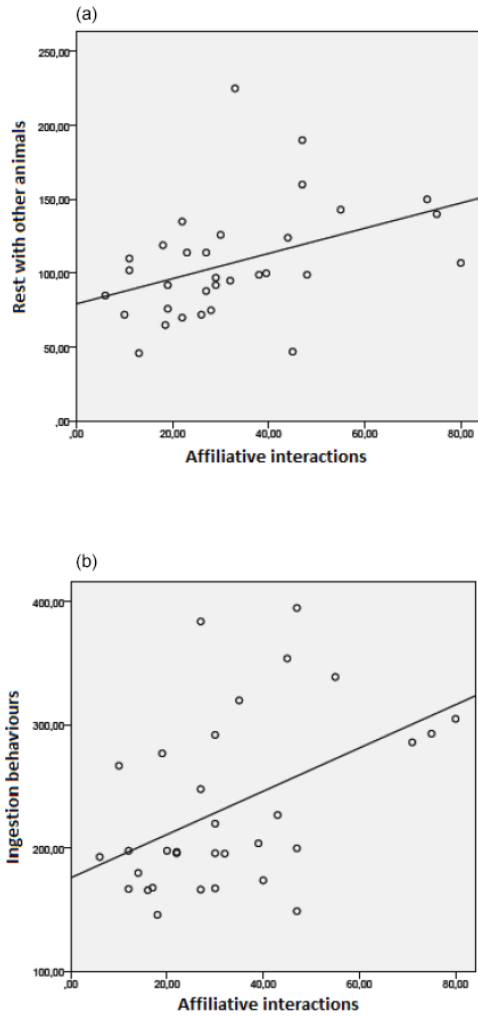 (a)
250,00
200,00
150,00
100,00
50,00
,00
Rest with other animals
,00 20,00 40,00 60,00 80,00
Affiliative interactions
(b)
400,00
300,00
200,00
100,00
Ingestion behaviours
,00 20,00 40,00 60,00 80,00
Affiliative interactions